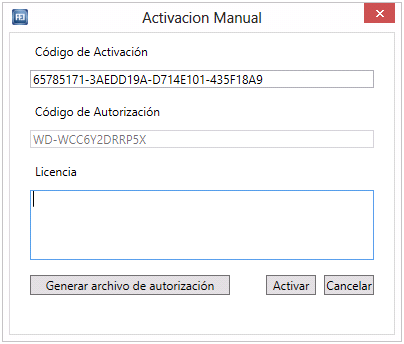 Activacion Manual
Código de Activación
65785171-3AEDD19A-D714E101-435F18A9
Código de Autorización
WD-WCC6Y2DRRP5X
Licencia
Generar archivo de autorización Activar Cancelar